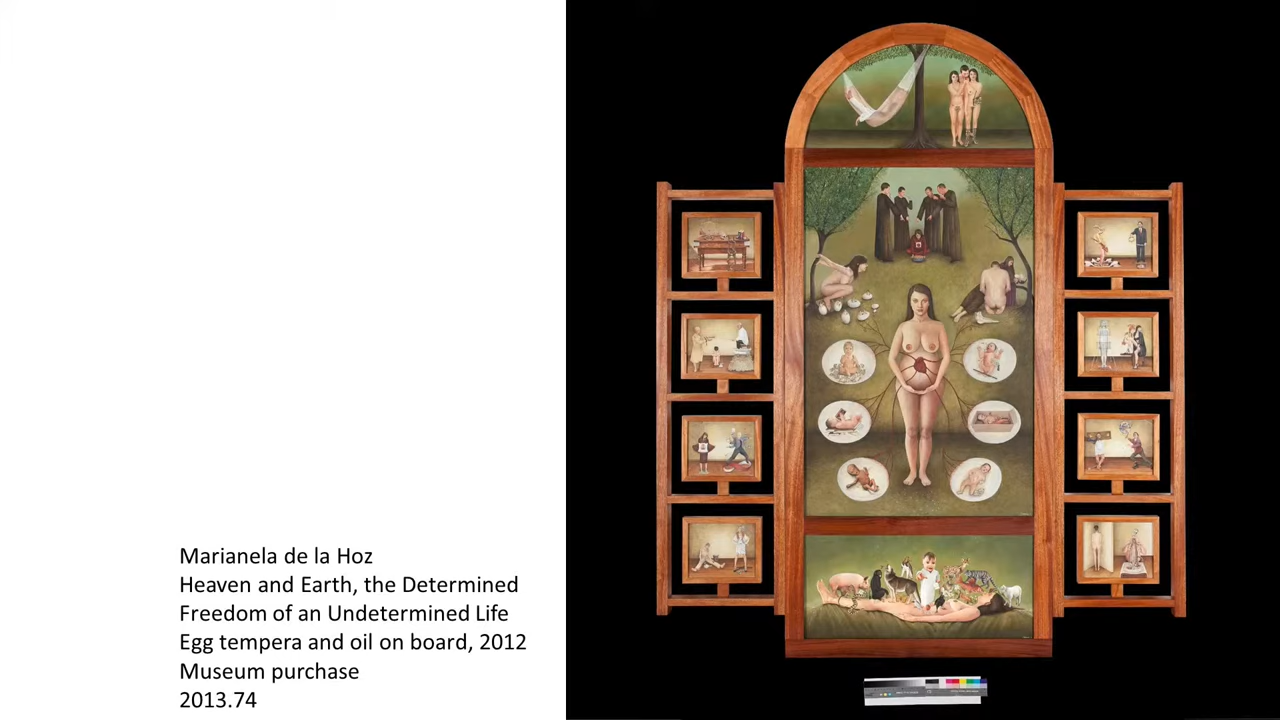 Marianela de la Hoz
Heaven and Earth, the Determined
Freedom of an Undetermined Life
Egg tempera and oil on board, 2012
Museum purchase
2013.74